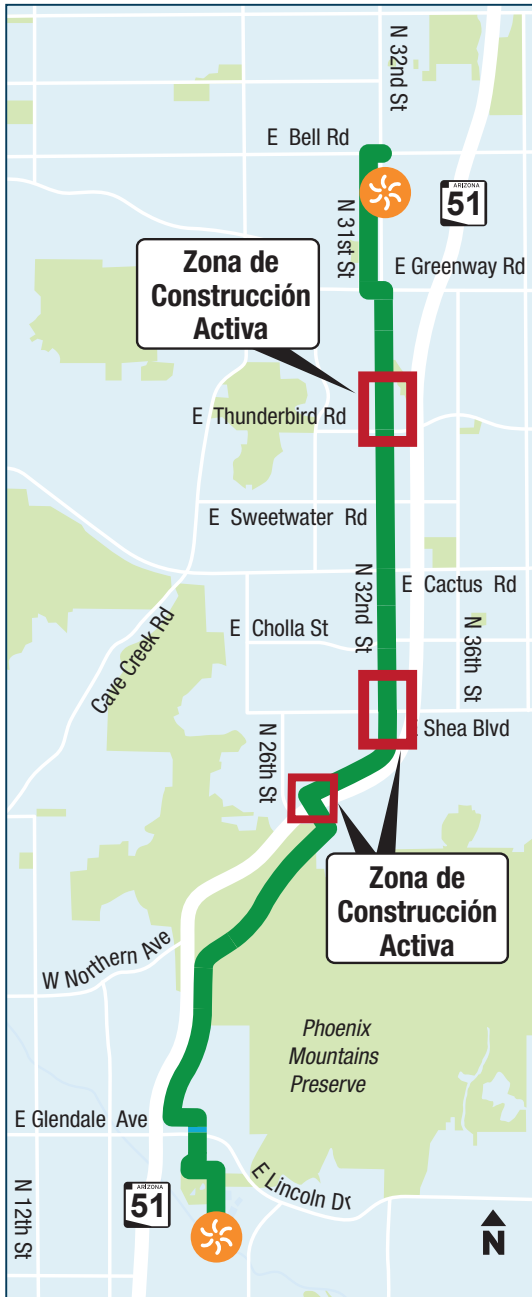 N 32nd St
E Bell Rd
ARIZONA
51
N 31st St
Zona de
Construcción
Activa
E Greenway Rd
E Thunderbird Rd
E Sweetwater Rd
N 32nd St
E Cactus Rd
E Cholla St
N 36th St
Cave Creek Rd
E Shea Blvd
N 26th St
Zona de
Construcción
Activa
W Northern Ave
Phoenix
Mountains
Preserve
E Glendale Ave
E Lincoln Dr
N 12th St
ARIZONA
51
N